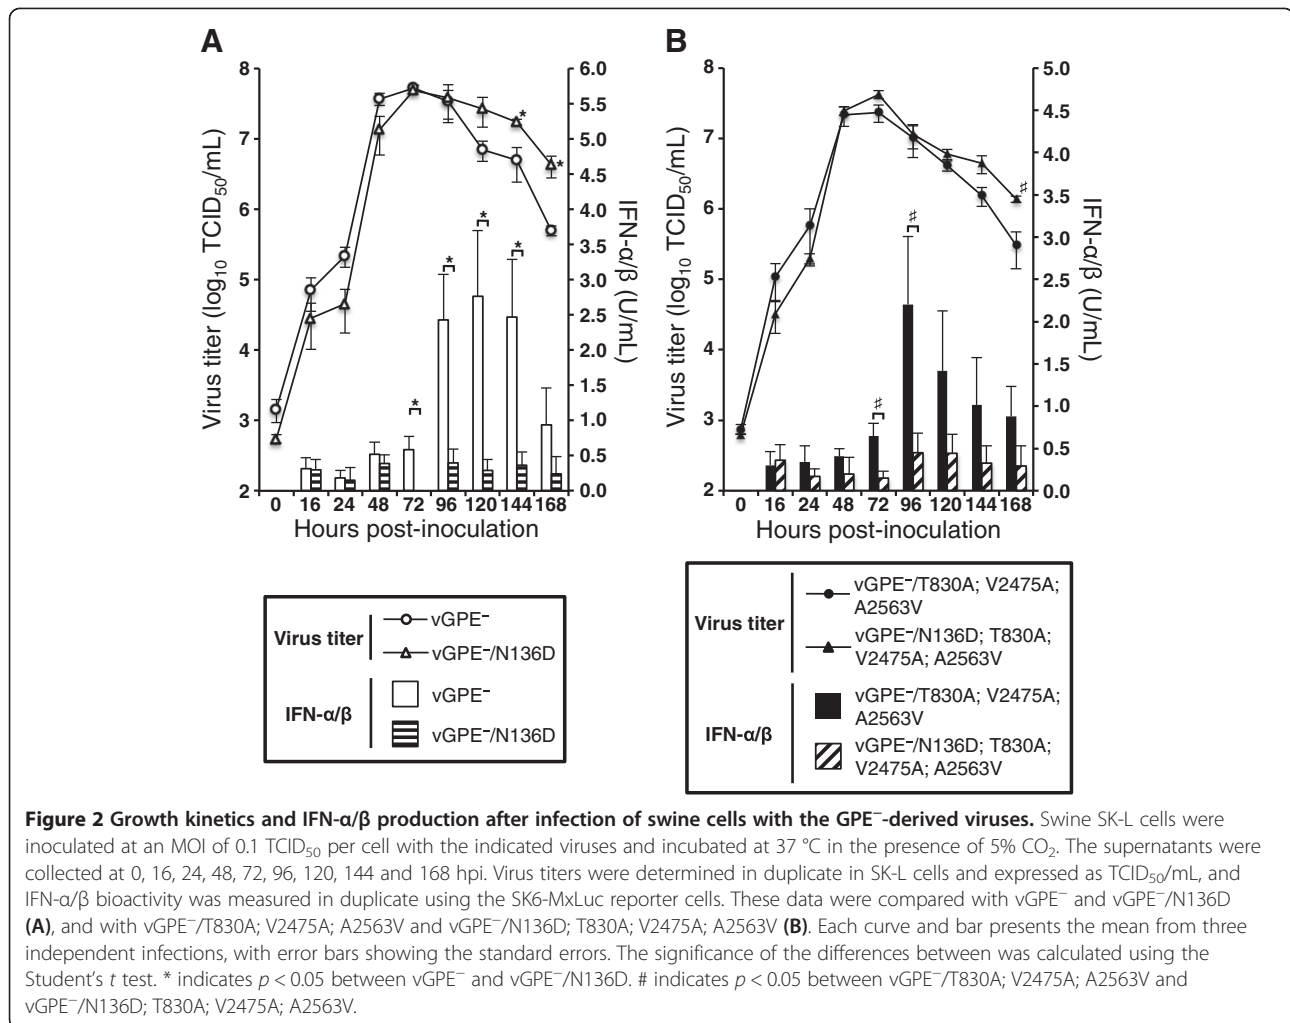 A
B
8
7
6
5
4
3
2
Virus titer (log₁₀ TCID₅₀/mL)
6.0
5.5
5.0
4.5
4.0
3.5
3.0
2.5
2.0
1.5
1.0
0.5
0.0
IFN-α/β (U/mL)
* * * * * *
0 16 24 48 72 96 120 144 168
Hours post-inoculation
8
7
6
5
4
3
2
Virus titer (log₁₀ TCID₅₀/mL)
5.0
4.5
4.0
3.5
3.0
2.5
2.0
1.5
1.0
0.5
0.0
IFN-α/β (U/mL)
♯ ♯ ♯
0 16 24 48 72 96 120 144 168
Hours post-inoculation
Virus titer
vGPE⁻
vGPE⁻/N136D
IFN-α/β
vGPE⁻
vGPE⁻/N136D
Virus titer
vGPE⁻/T830A; V2475A;
A2563V
vGPE⁻/N136D; T830A;
V2475A; A2563V
IFN-α/β
vGPE⁻/T830A; V2475A;
A2563V
vGPE⁻/N136D; T830A;
V2475A; A2563V
Figure 2 Growth kinetics and IFN-α/β production after infection of swine cells with the GPE⁻-derived viruses. Swine SK-L cells were
inoculated at an MOI of 0.1 TCID₅₀ per cell with the indicated viruses and incubated at 37 °C in the presence of 5% CO₂. The supernatants were
collected at 0, 16, 24, 48, 72, 96, 120, 144 and 168 hpi. Virus titers were determined in duplicate in SK-L cells and expressed as TCID₅₀/mL, and
IFN-α/β bioactivity was measured in duplicate using the SK6-MxLuc reporter cells. These data were compared with vGPE⁻ and vGPE⁻/N136D
(A), and with vGPE⁻/T830A; V2475A; A2563V and vGPE⁻/N136D; T830A; V2475A; A2563V (B). Each curve and bar presents the mean from three
independent infections, with error bars showing the standard errors. The significance of the differences between was calculated using the
Student's t test. * indicates p < 0.05 between vGPE⁻ and vGPE⁻/N136D. # indicates p < 0.05 between vGPE⁻/T830A; V2475A; A2563V and
vGPE⁻/N136D; T830A; V2475A; A2563V.